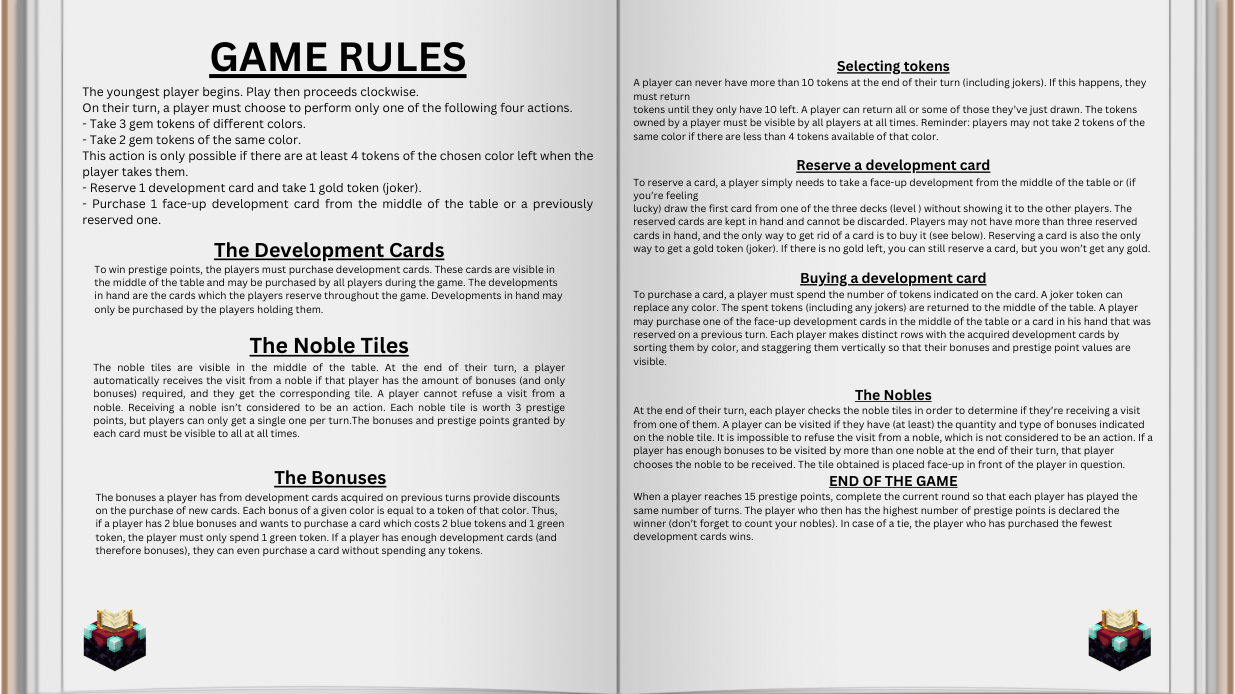 GAME RULES
The youngest player begins. Play then proceeds clockwise.
On their turn, a player must choose to perform only one of the following four actions.
- Take 3 gem tokens of different colors.
- Take 2 gem tokens of the same color.
This action is only possible if there are at least 4 tokens of the chosen color left when the
player takes them.
- Reserve 1 development card and take 1 gold token (joker).
- Purchase 1 face-up development card from the middle of the table or a previously
reserved one.
The Development Cards
To win prestige points, the players must purchase development cards. These cards are visible in
the middle of the table and may be purchased by all players during the game. The developments
in hand are the cards which the players reserve throughout the game. Developments in hand may
only be purchased by the players holding them.
The Noble Tiles
The noble tiles are visible in the middle of the table. At the end of their turn, a player
automatically receives the visit from a noble if that player has the amount of bonuses (and only
bonuses) required, and they get the corresponding tile. A player cannot refuse a visit from a
noble. Receiving a noble isn't considered to be an action. Each noble tile is worth 3 prestige
points, but players can only get a single one per turn.The bonuses and prestige points granted by
each card must be visible to all at all times.
The Bonuses
The bonuses a player has from development cards acquired on previous turns provide discounts
on the purchase of new cards. Each bonus of a given color is equal to a token of that color. Thus,
if a player has 2 blue bonuses and wants to purchase a card which costs 2 blue tokens and 1 green
token, the player must only spend 1 green token. If a player has enough development cards (and
therefore bonuses), they can even purchase a card without spending any tokens.
Selecting tokens
A player can never have more than 10 tokens at the end of their turn (including jokers). If this happens, they
must return
tokens until they only have 10 left. A player can return all or some of those they've just drawn. The tokens
owned by a player must be visible by all players at all times. Reminder: players may not take 2 tokens of the
same color if there are less than 4 tokens available of that color.
Reserve a development card
To reserve a card, a player simply needs to take a face-up development from the middle of the table or (if
you're feeling
lucky) draw the first card from one of the three decks (level ) without showing it to the other players. The
reserved cards are kept in hand and cannot be discarded. Players may not have more than three reserved
cards in hand, and the only way to get rid of a card is to buy it (see below). Reserving a card is also the only
way to get a gold token (joker). If there is no gold left, you can still reserve a card, but you won't get any gold.
Buying a development card
To purchase a card, a player must spend the number of tokens indicated on the card. A joker token can
replace any color. The spent tokens (including any jokers) are returned to the middle of the table. A player
may purchase one of the face-up development cards in the middle of the table or a card in his hand that was
reserved on a previous turn. Each player makes distinct rows with the acquired development cards by
sorting them by color, and staggering them vertically so that their bonuses and prestige point values are
visible.
The Nobles
At the end of their turn, each player checks the noble tiles in order to determine if they're receiving a visit
from one of them. A player can be visited if they have (at least) the quantity and type of bonuses indicated
on the noble tile. It is impossible to refuse the visit from a noble, which is not considered to be an action. If a
player has enough bonuses to be visited by more than one noble at the end of their turn, that player
chooses the noble to be received. The tile obtained is placed face-up in front of the player in question.
END OF THE GAME
When a player reaches 15 prestige points, complete the current round so that each player has played the
same number of turns. The player who then has the highest number of prestige points is declared the
winner (don't forget to count your nobles). In case of a tie, the player who has purchased the fewest
development cards wins.